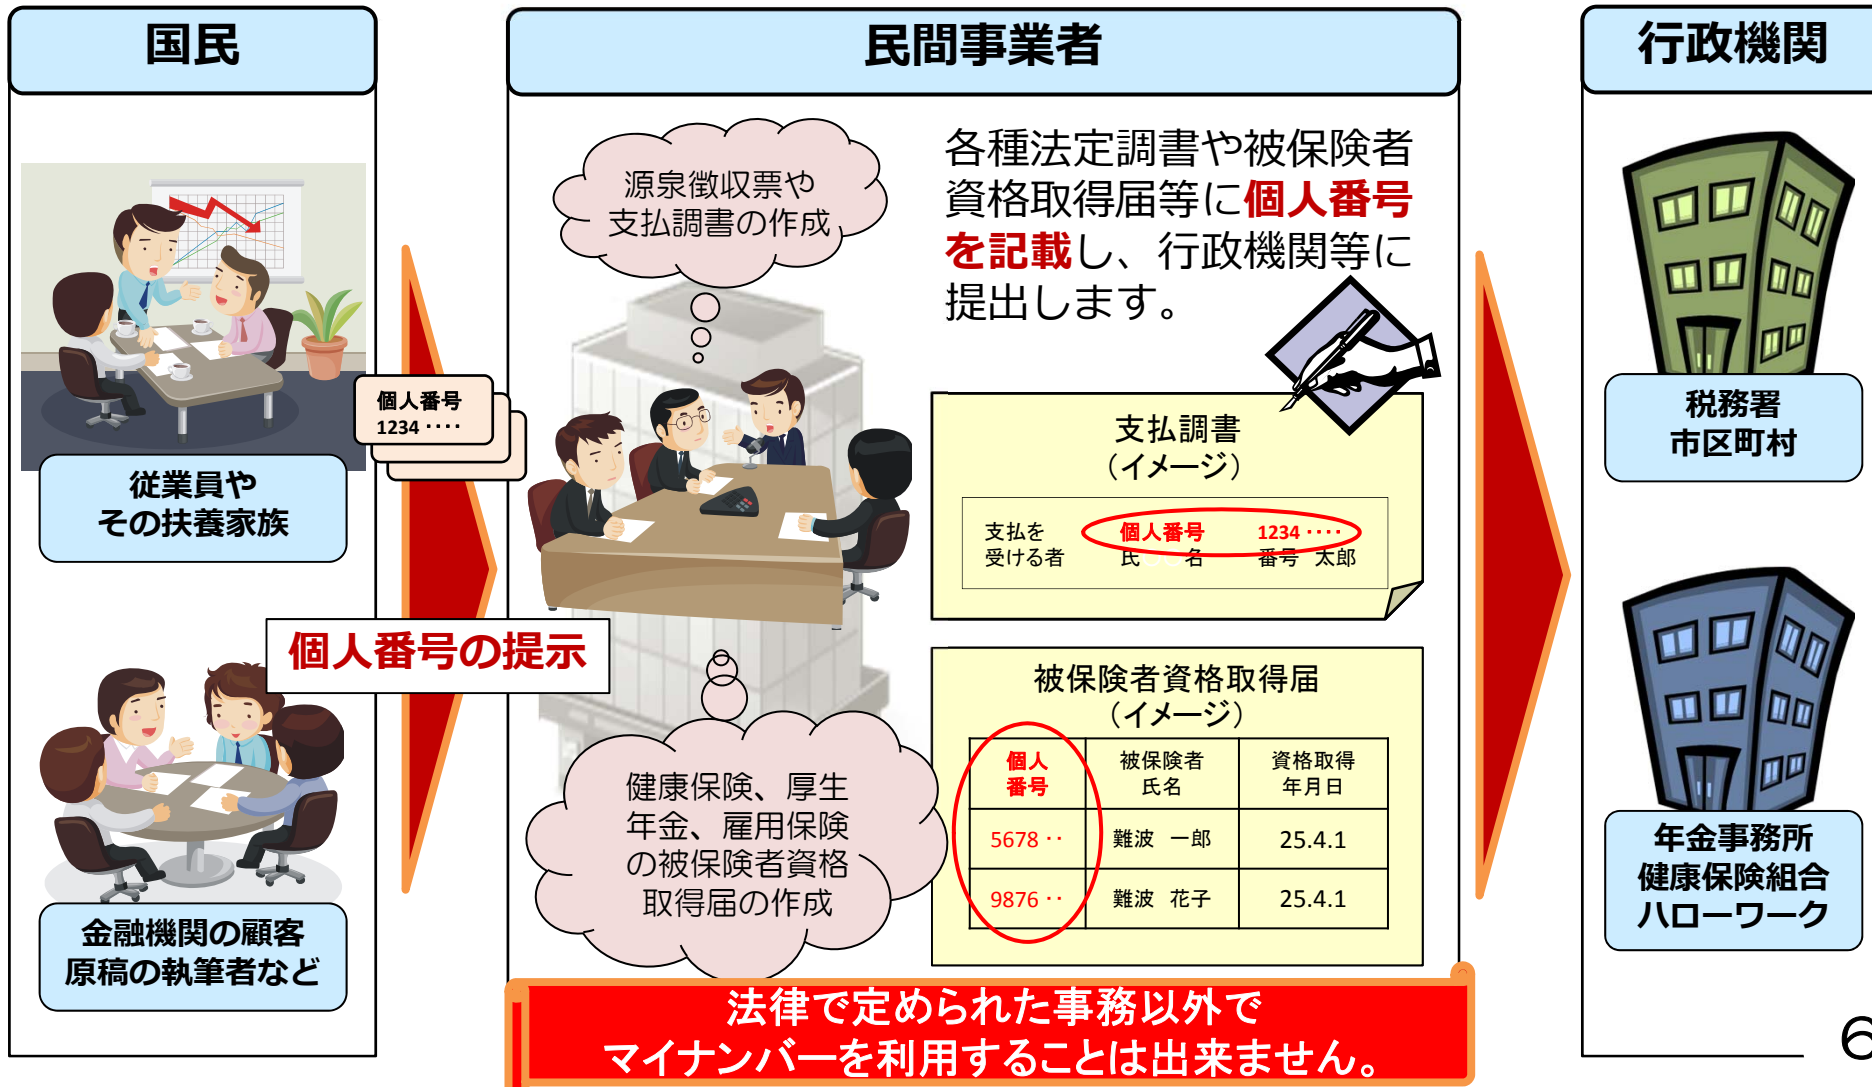 国民
従業員や
その扶養家族
金融機関の顧客
原稿の執筆者など
個人番号
1234 ‥‥
個人番号の提示
民間事業者
源泉徴収票や
支払調書の作成
健康保険、厚生
年金、雇用保険
の被保険者資格
取得届の作成
各種法定調書や被保険者
資格取得届等に個人番号
を記載し、行政機関等に
提出します。
支払調書
（イメージ）
支払を 個人番号 1234 ‥‥
受ける者 氏 名 番号 太郎
被保険者資格取得届
（イメージ）
個人 被保険者 資格取得
番号 氏名 年月日
5678 ‥ 難波 一郎 25.4.1
9876 ‥ 難波 花子 25.4.1
法律で定められた事務以外で
マイナンバーを利用することは出来ません。
行政機関
税務署
市区町村
年金事務所
健康保険組合
ハローワーク
6